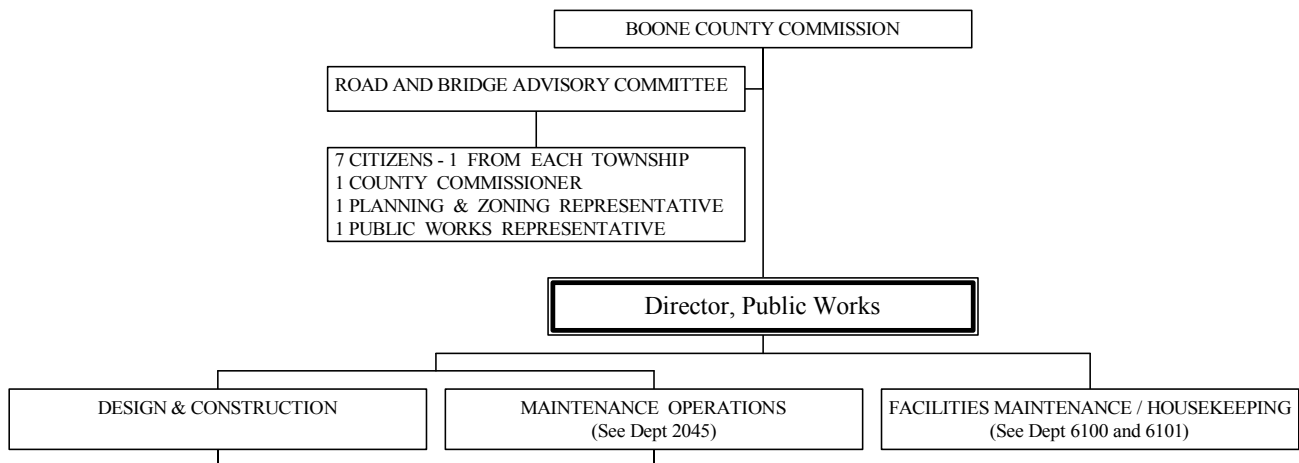 BOONE COUNTY COMMISSION
ROAD AND BRIDGE ADVISORY COMMITTEE
7 CITIZENS - 1 FROM EACH TOWNSHIP
1 COUNTY COMMISSIONER
1 PLANNING & ZONING REPRESENTATIVE
1 PUBLIC WORKS REPRESENTATIVE
Director, Public Works
DESIGN & CONSTRUCTION
MAINTENANCE OPERATIONS
(See Dept 2045)
FACILITIES MAINTENANCE / HOUSEKEEPING
(See Dept 6100 and 6101)